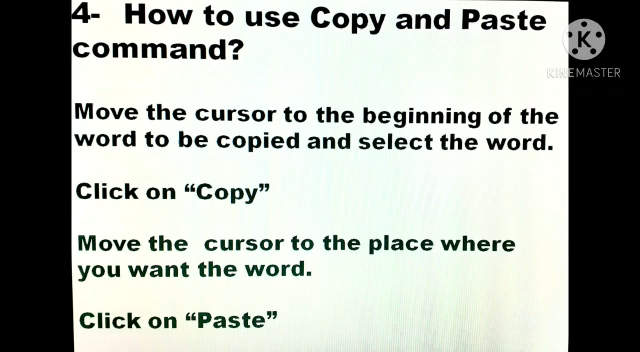 4- How to use Copy and Paste
command?
KINEMASTER
Move the cursor to the beginning of the
word to be copied and select the word.
Click on “Copy”
Move the cursor to the place where
you want the word.
Click on “Paste”